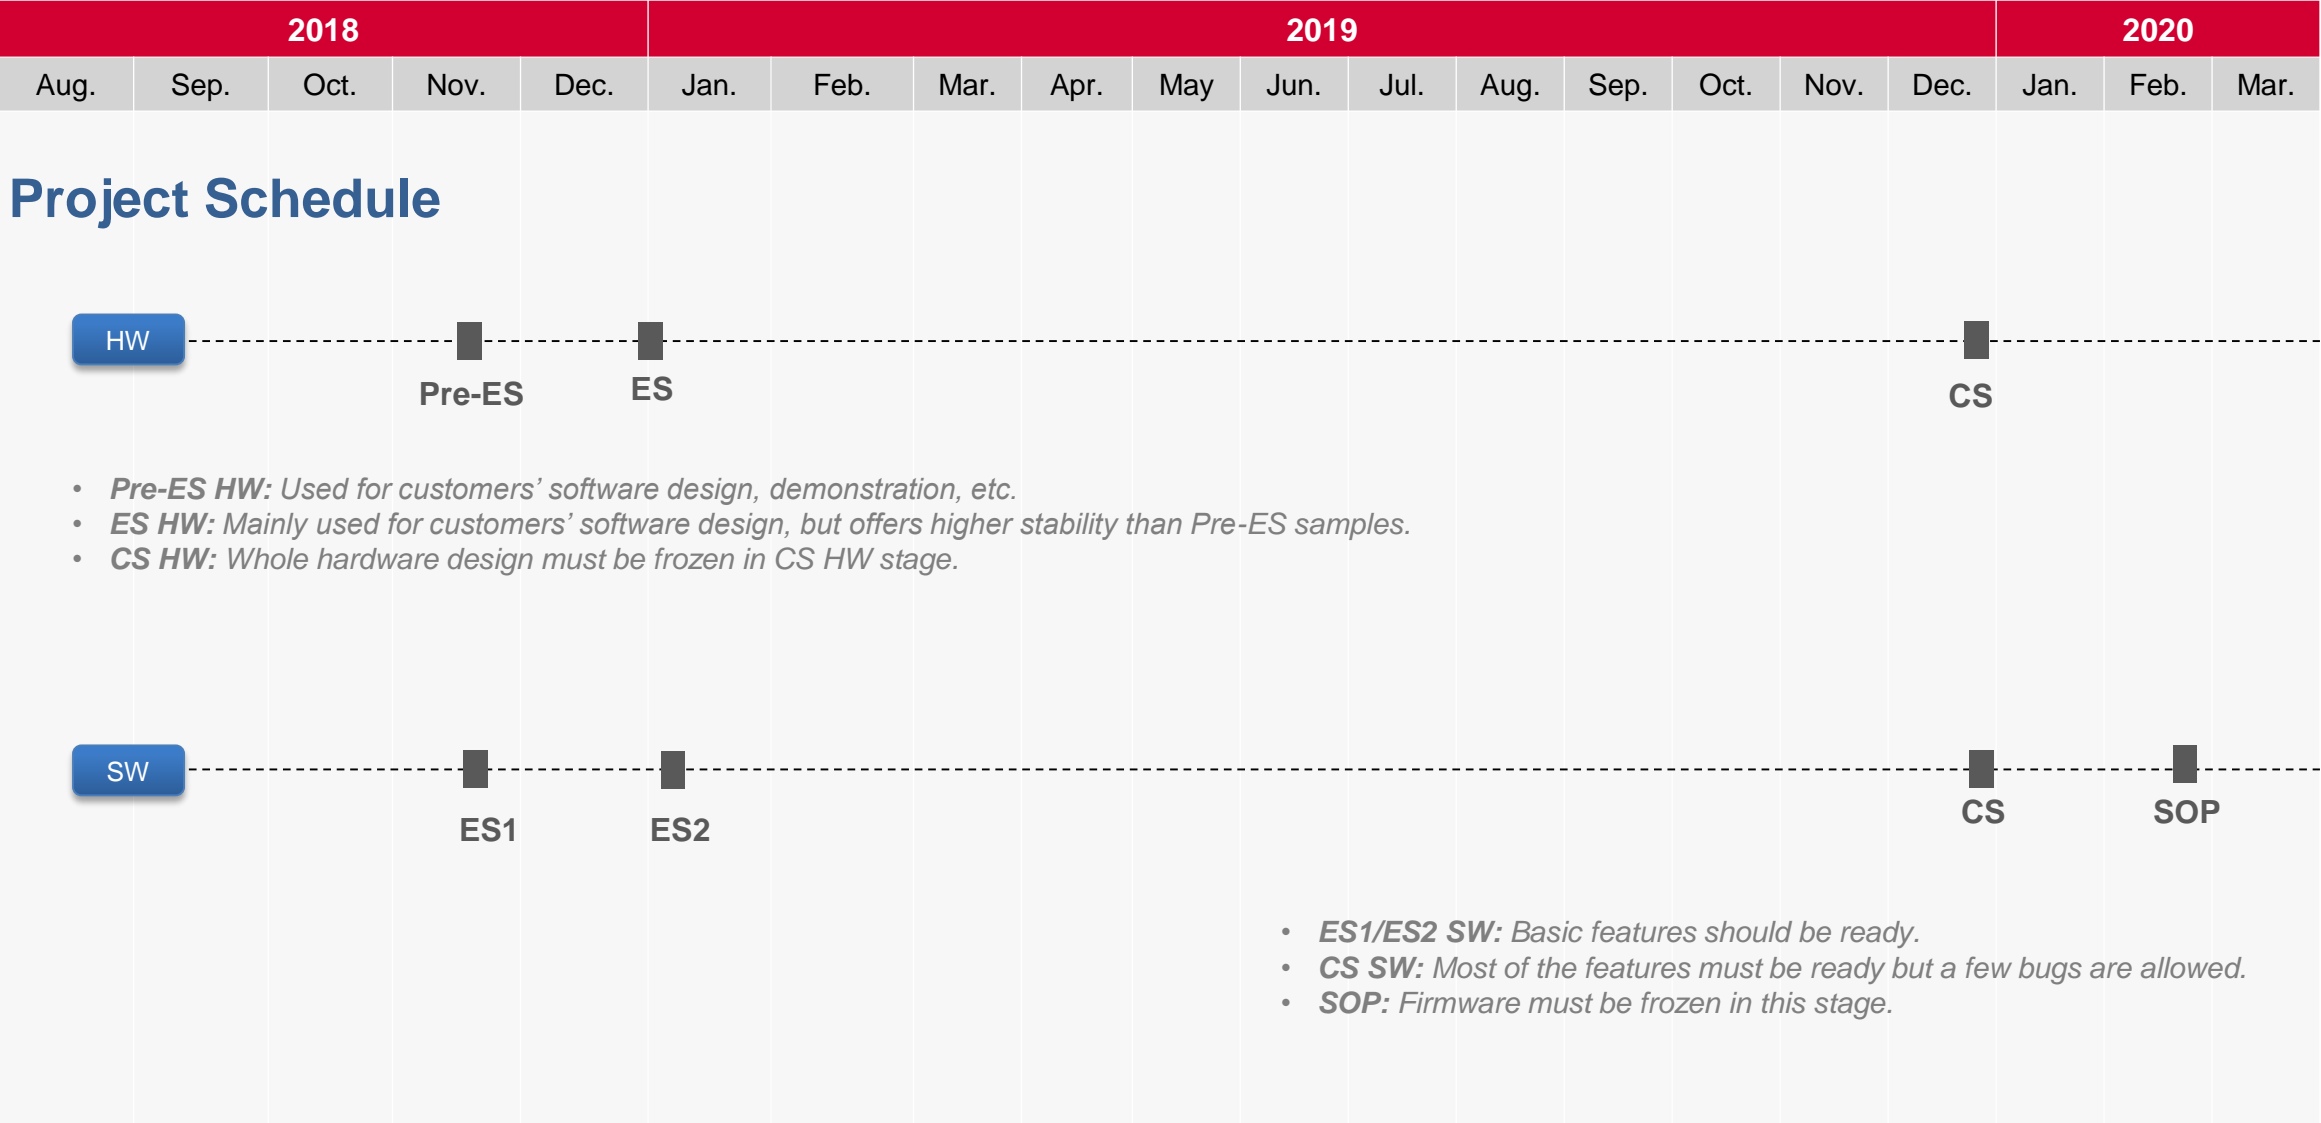 2018 2019 2020
Aug. Sep. Oct. Nov. Dec. Jan. Feb. Mar. Apr. May Jun. Jul. Aug. Sep. Oct. Nov. Dec. Jan. Feb. Mar.
Project Schedule
HW
Pre-ES ES CS
• Pre-ES HW: Used for customers’ software design, demonstration, etc.
• ES HW: Mainly used for customers’ software design, but offers higher stability than Pre-ES samples.
• CS HW: Whole hardware design must be frozen in CS HW stage.
SW
ES1 ES2 CS SOP
• ES1/ES2 SW: Basic features should be ready.
• CS SW: Most of the features must be ready but a few bugs are allowed.
• SOP: Firmware must be frozen in this stage.